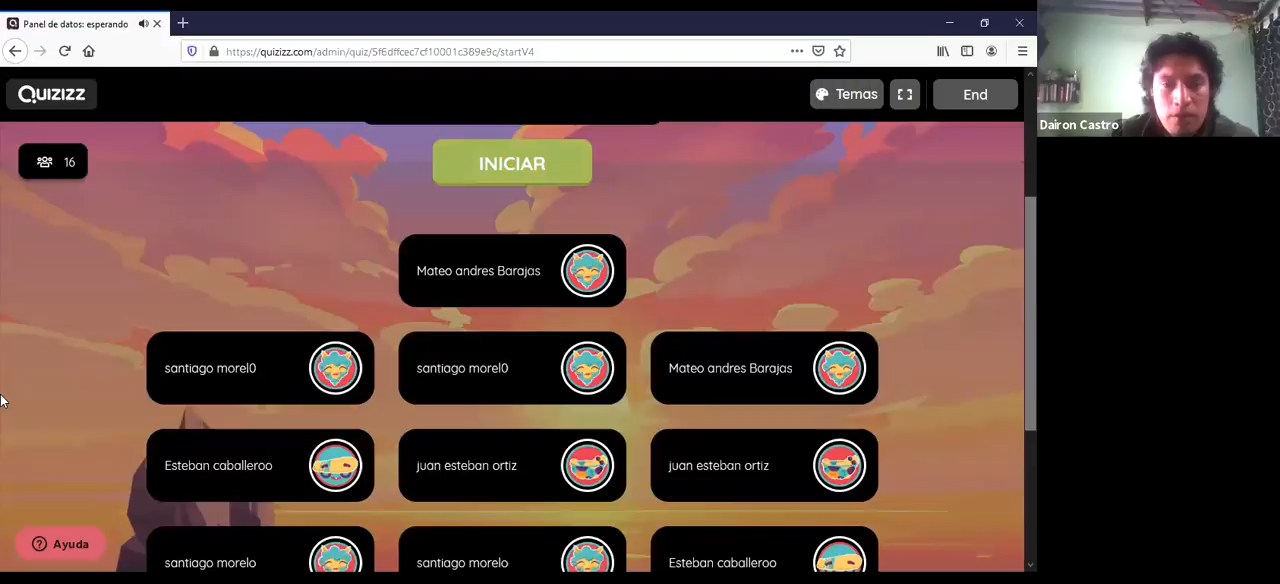 Panel de datos: esperando
https://quizizz.com/admin/quiz/5f6dffcec7cf10001c389e9c/startV4
Quizizz
Temas
End
Dairon Castro
16
INICIAR
Mateo andres Barajas
santiago morel0
santiago morel0
Mateo andres Barajas
Esteban caballeroo
juan esteban ortiz
juan esteban ortiz
Ayuda
santiago morelo
santiago morelo
Esteban caballeroo